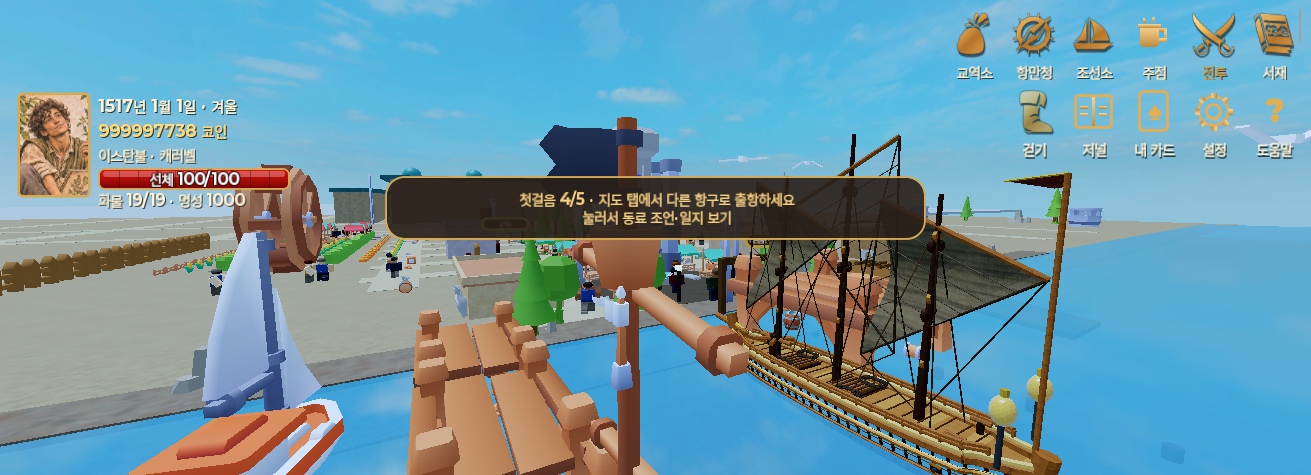 교역소
항만청
조선소
주점
전투
서재
걷기
저널
내 카드
설정
도움말
1517년 1월 1일 · 겨울
999997738 코인
이스탄불 · 캐러벨
선체 100/100
화물 19/19 · 명성 1000
첫걸음 4/5 · 지도 탭에서 다른 항구로 출항하세요
눌러서 동료 조언·일지 보기